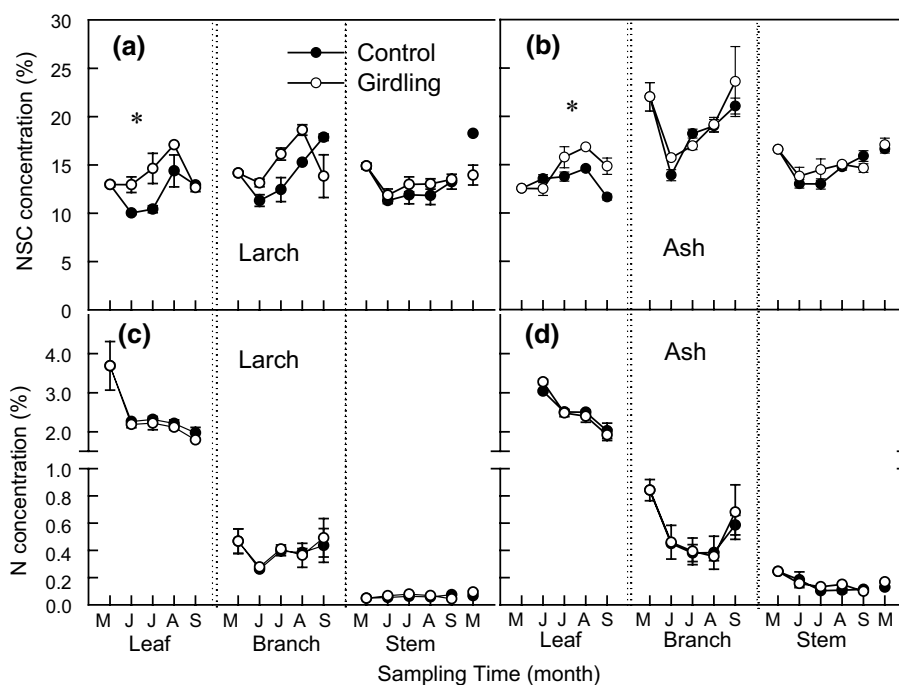 (a)
Control
Girdling
*
Larch
(b)
*
Ash
NSC concentration (%)
30
25
20
15
10
5
0
(c)
Larch
(d)
Ash
N concentration (%)
4.0
3.0
2.0
0.8
0.6
0.4
0.2
0.0
M J J A S M J J A S M J J A S M M J J A S M J J A S M J J A S M
Leaf Branch Stem Leaf Branch Stem
Sampling Time (month)